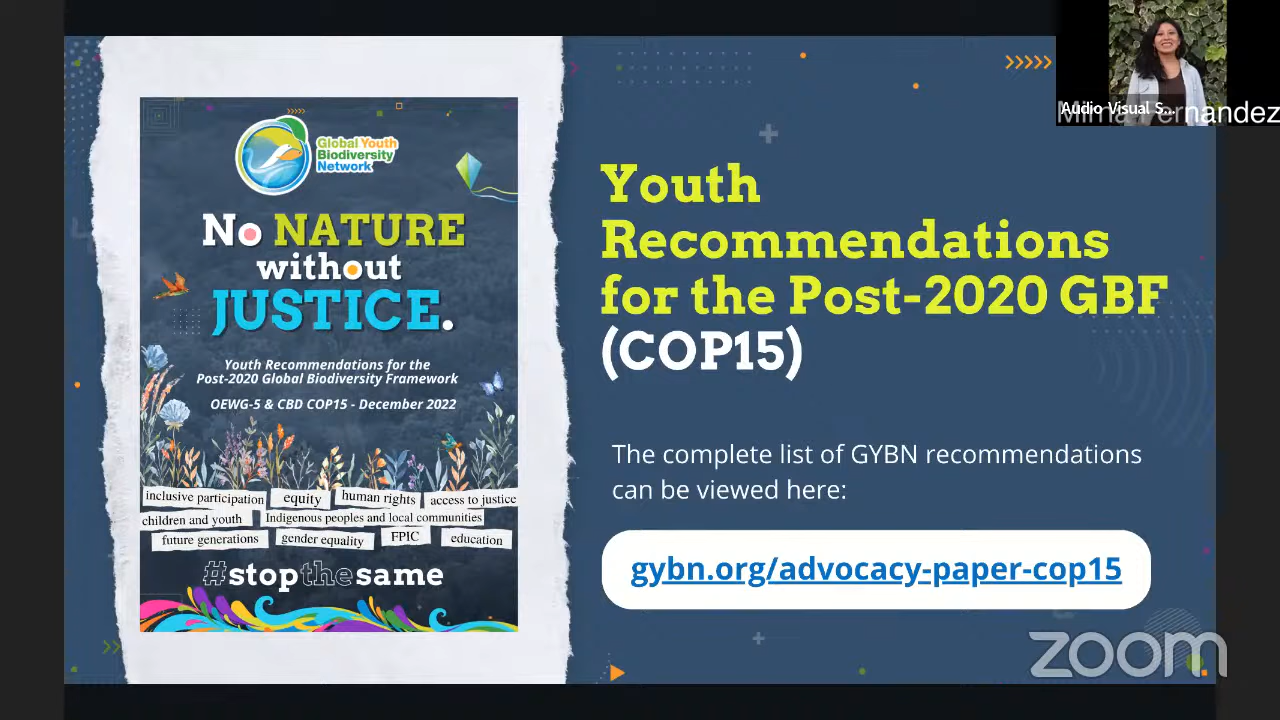 Global Youth
Biodiversity
Network
No NATURE
without
JUSTICE.
Youth Recommendations for the
Post-2020 Global Biodiversity Framework
OEWG-5 & CBD COP15 - December 2022
inclusive participation equity human rights access to justice
children and youth Indigenous peoples and local communities
future generations gender equality FPIC education
#stopthesame
Youth
Recommendations
for the Post-2020 GBF
(COP15)
The complete list of GYBN recommendations
can be viewed here:
gybn.org/advocacy-paper-cop15
Audio Visual S...
zoom